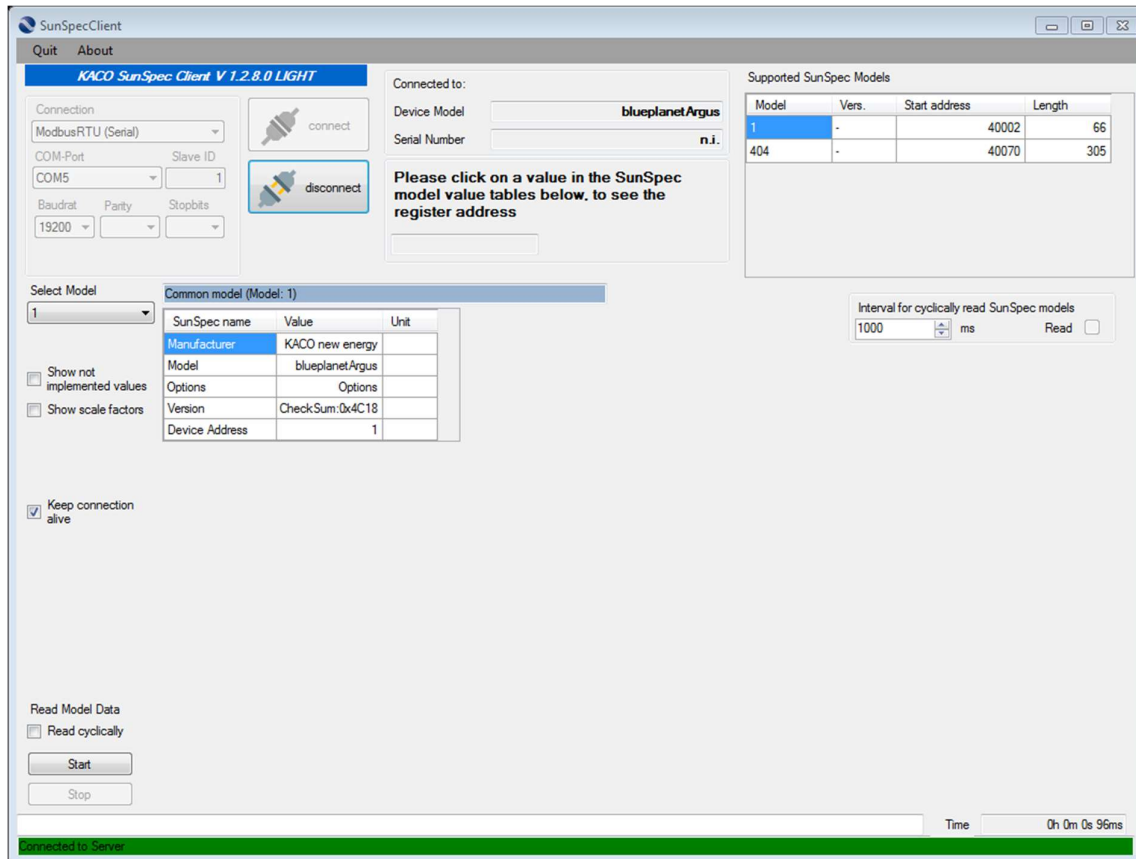 SunSpecClient
Quit About
KACO SunSpec Client V 1.2.8.0 LIGHT
Connection
ModbusRTU (Serial)
COM-Port Slave ID
COM5 1
Baudrat Parity Stopbits
19200
connect
disconnect
Connected to:
Device Model blueplanetArgus
Serial Number n.i.
Please click on a value in the SunSpec
model value tables below, to see the
register address
Supported SunSpec Models
Model Vers. Start address Length
1 - 40002 66
404 - 40070 305
Select Model
1
Show not
implemented values
Show scale factors
Keep connection
alive
Common model (Model: 1)
SunSpec name Value Unit
Manufacturer KACO new energy
Model blueplanetArgus
Options Options
Version CheckSum:0x4C18
Device Address 1
Interval for cyclically read SunSpec models
1000 ms Read
Read Model Data
Read cyclically
Start
Stop
Time 0h 0m 0s 96ms
Connected to Server